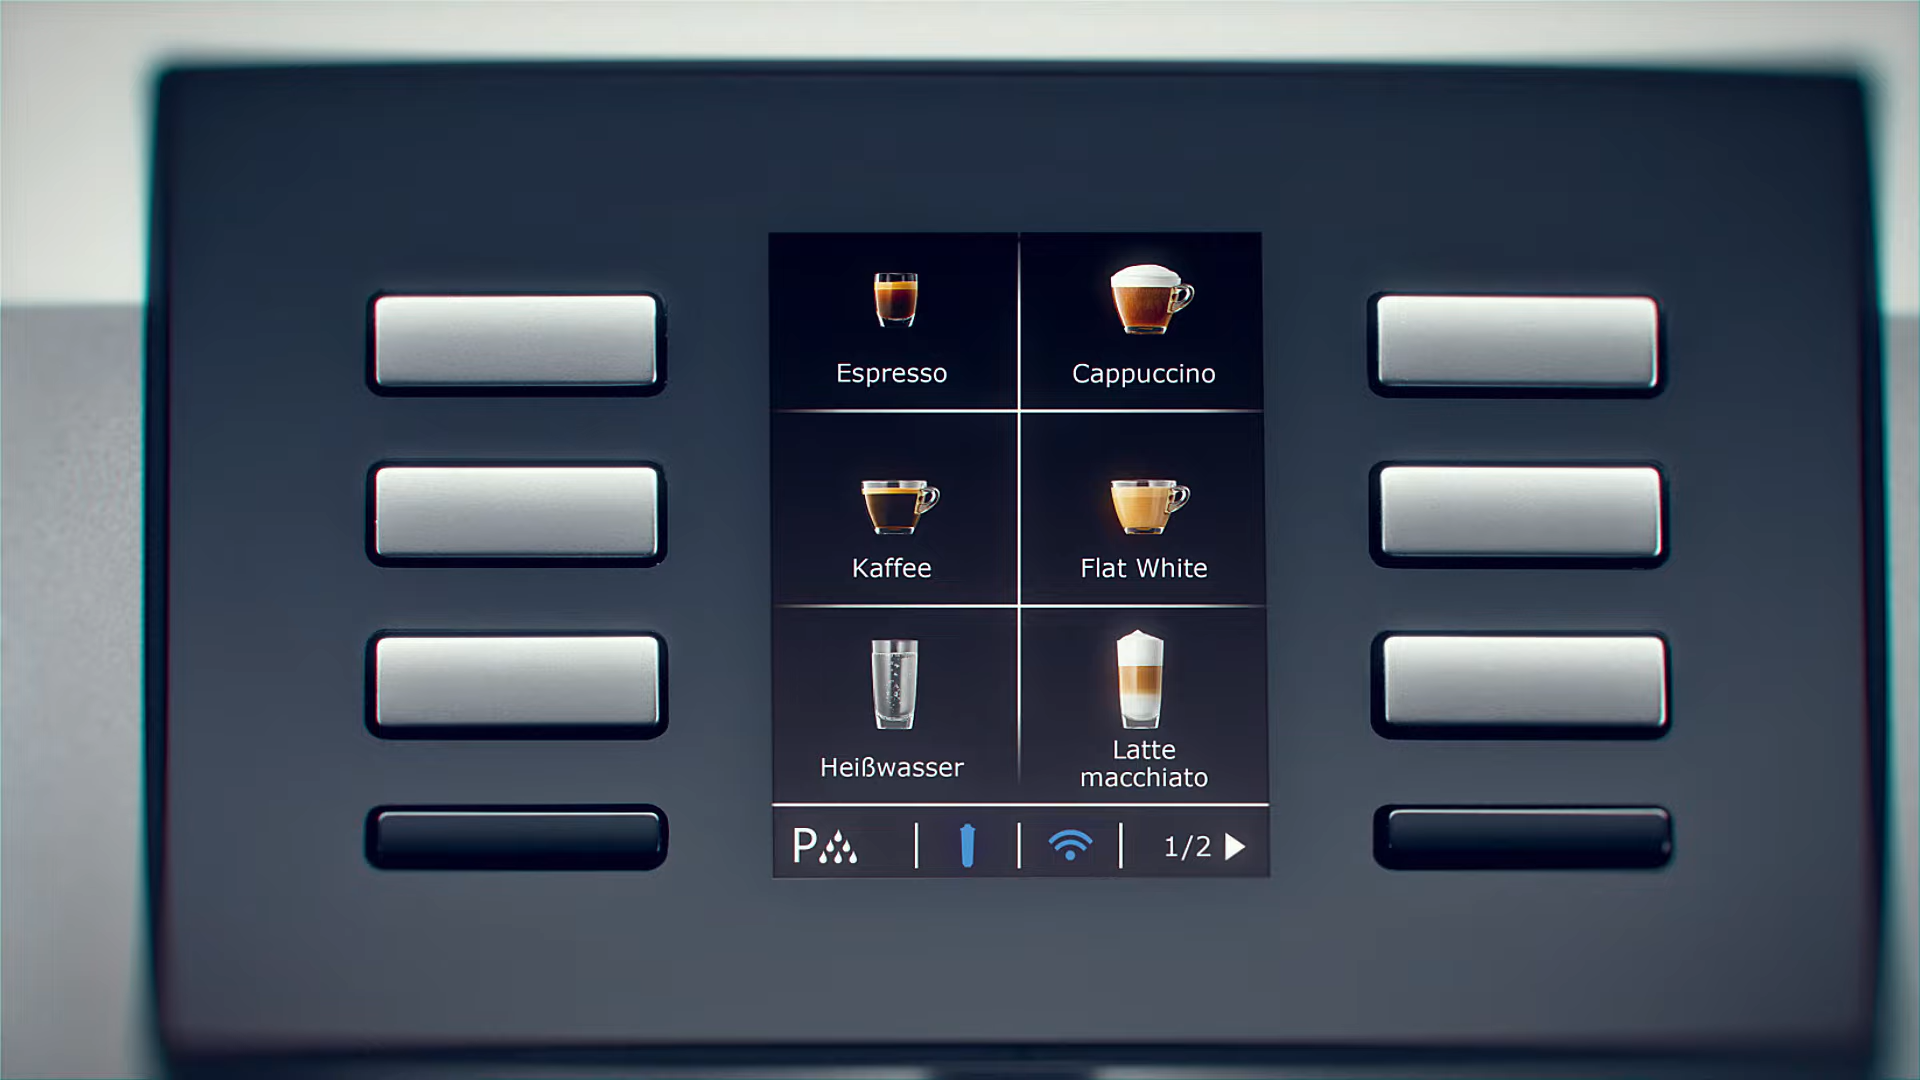 Espresso
Cappuccino
Kaffee
Flat White
Heißwasser
Latte
macchiato
P
1/2